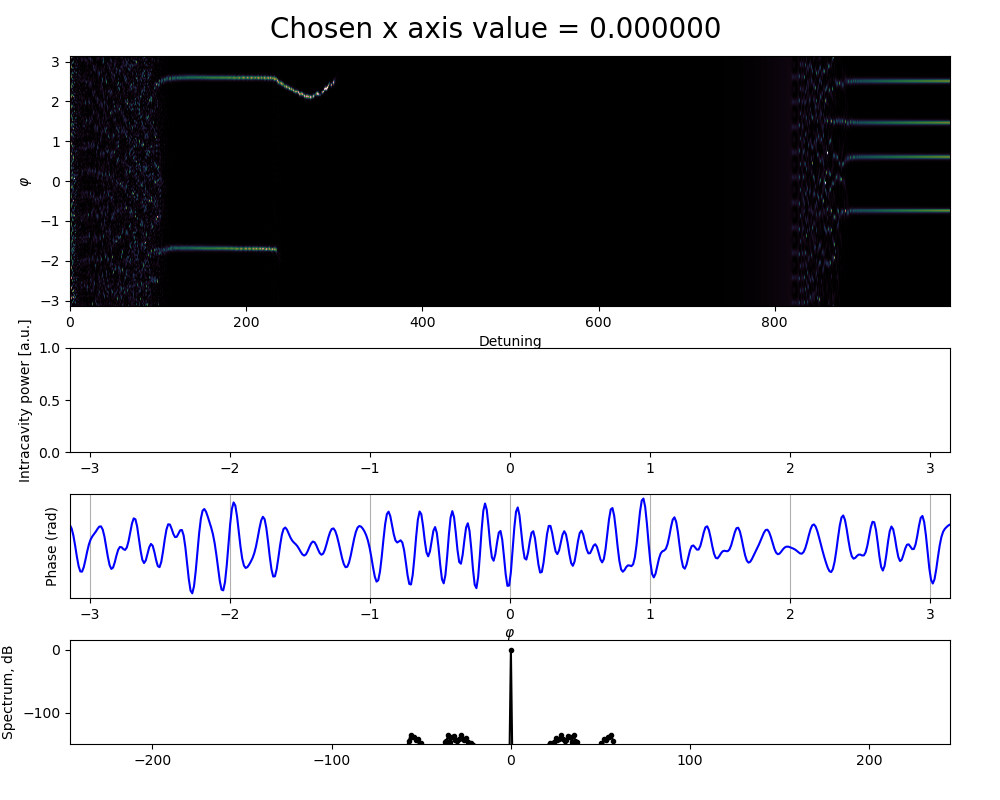 Chosen x axis value = 0.000000
3
2
1
0
−1
−2
−3
φ
0 200 400 600 800
Detuning
1.0
0.5
0.0
Intracavity power [a.u.]
−3 −2 −1 0 1 2 3
Phase (rad)
−3 −2 −1 0 1 2 3
φ
0
−100
Spectrum, dB
−200 −100 0 100 200